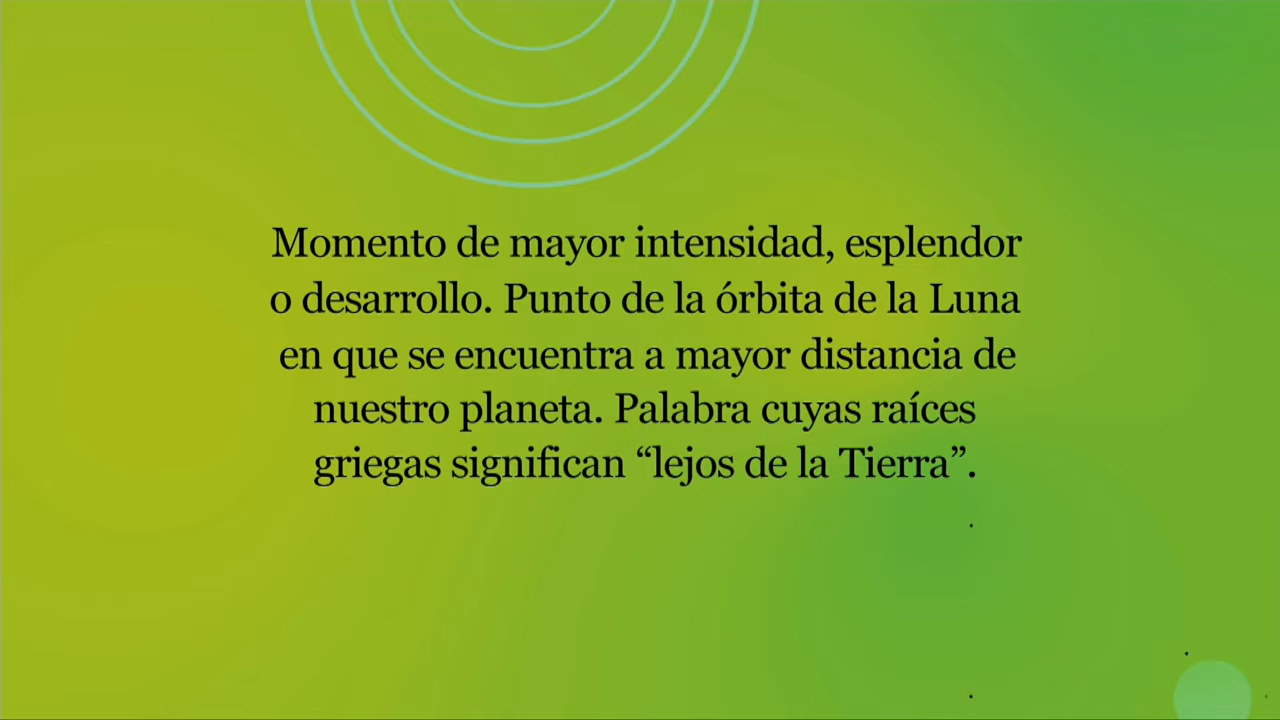 Momento de mayor intensidad, esplendor
o desarrollo. Punto de la órbita de la Luna
en que se encuentra a mayor distancia de
nuestro planeta. Palabra cuyas raíces
griegas significan “lejos de la Tierra”.